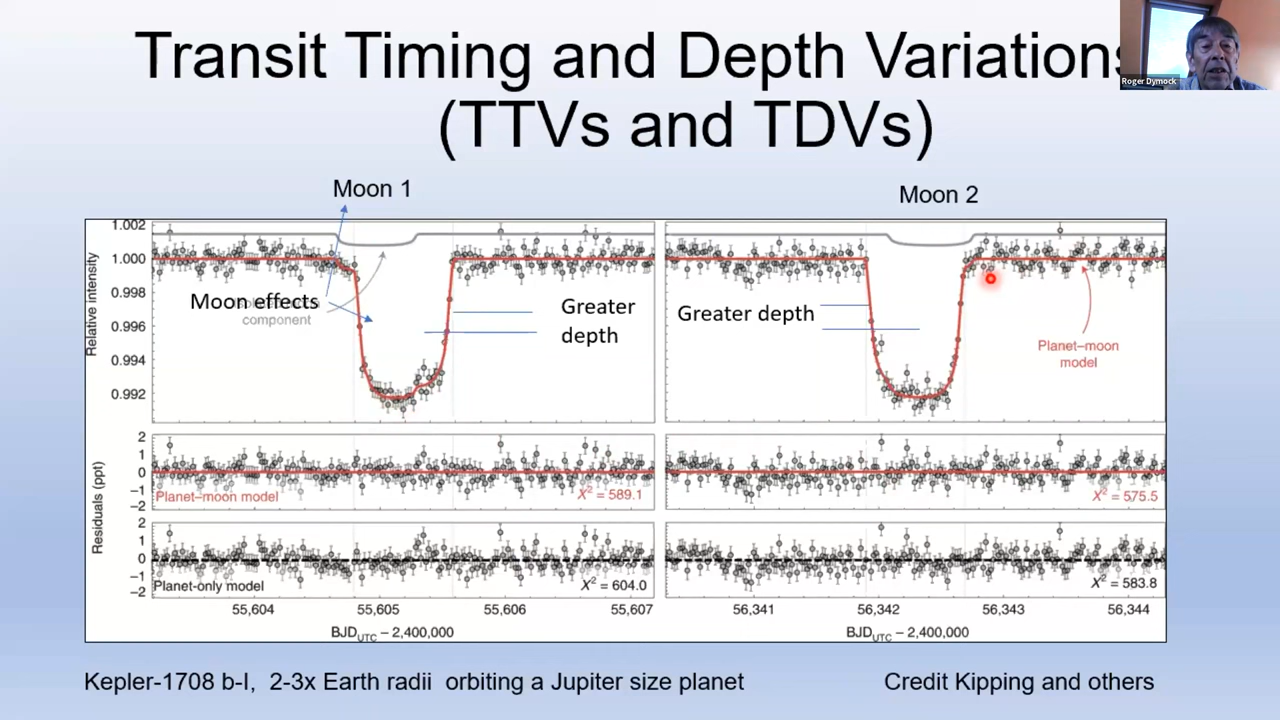 Transit Timing and Depth Variations
(TTVs and TDVs)
Roger Dymock
Moon 1
Moon 2
Relative intensity
1.002
1.000
0.998
0.996
0.994
0.992
Moon effects
component
Greater
depth
Greater depth
Planet–moon
model
Residuals (ppt)
2
1
0
−1
−2
Planet–moon model
X² = 589.1
X² = 575.5
2
1
0
−1
−2
Planet-only model
X² = 604.0
X² = 583.8
55,604 55,605 55,606 55,607
56,341 56,342 56,343 56,344
BJD_UTC − 2,400,000
BJD_UTC − 2,400,000
Kepler-1708 b-I, 2-3x Earth radii orbiting a Jupiter size planet
Credit Kipping and others